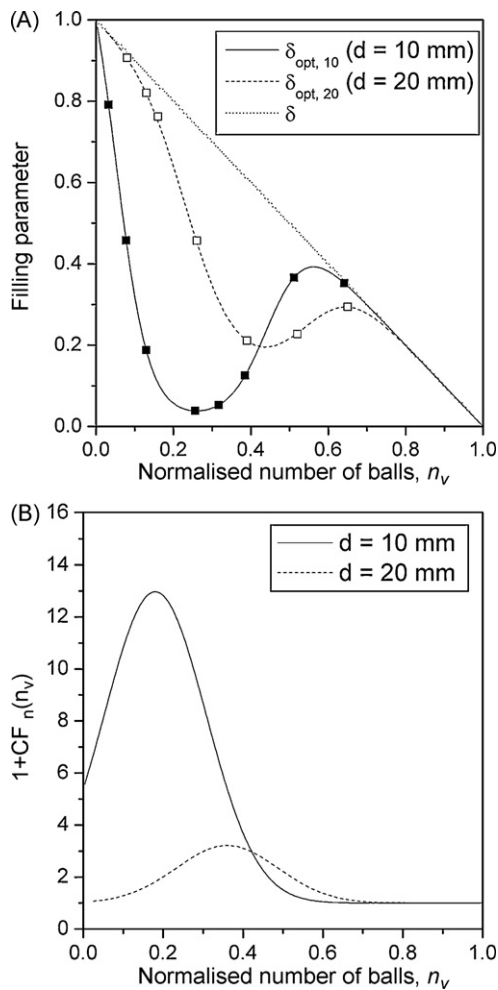 (A)
δopt, 10 (d = 10 mm)
δopt, 20 (d = 20 mm)
δ
Filling parameter
1.0
0.8
0.6
0.4
0.2
0.0
0.0 0.2 0.4 0.6 0.8 1.0
Normalised number of balls, nv
(B)
d = 10 mm
d = 20 mm
1+CF n(nv)
16
14
12
10
8
6
4
2
0
0.0 0.2 0.4 0.6 0.8 1.0
Normalised number of balls, nv